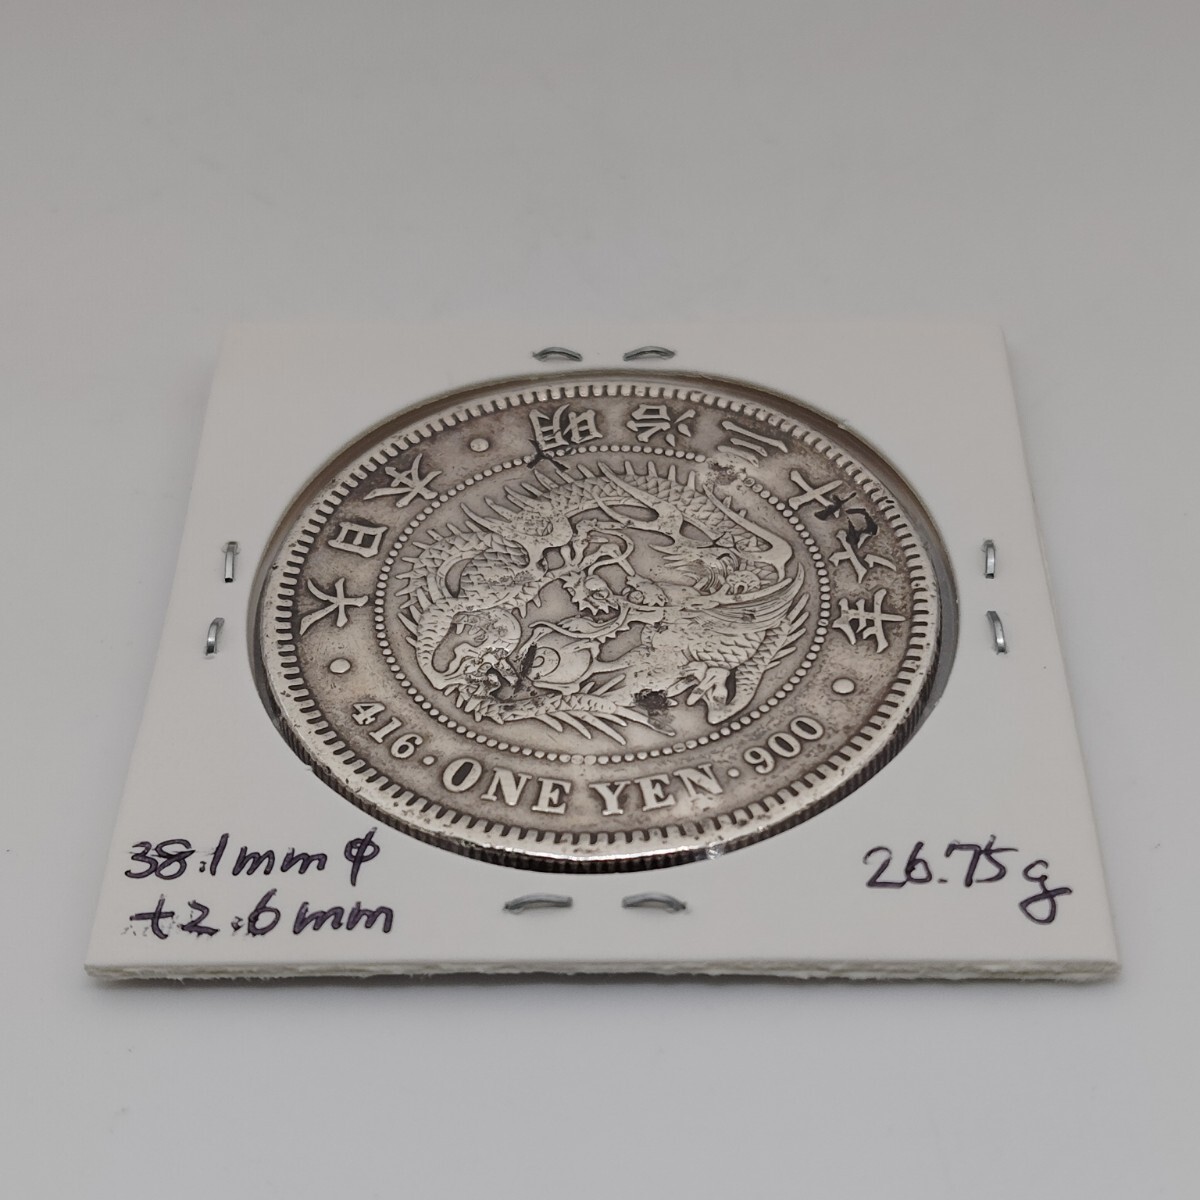 大日本 · 明治三十六年
416 · ONE YEN · 900
38.1mmφ
t2.6mm
26.75g